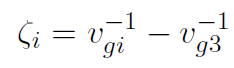 ζ_i = v_{gi}^{-1} − v_{g3}^{-1}